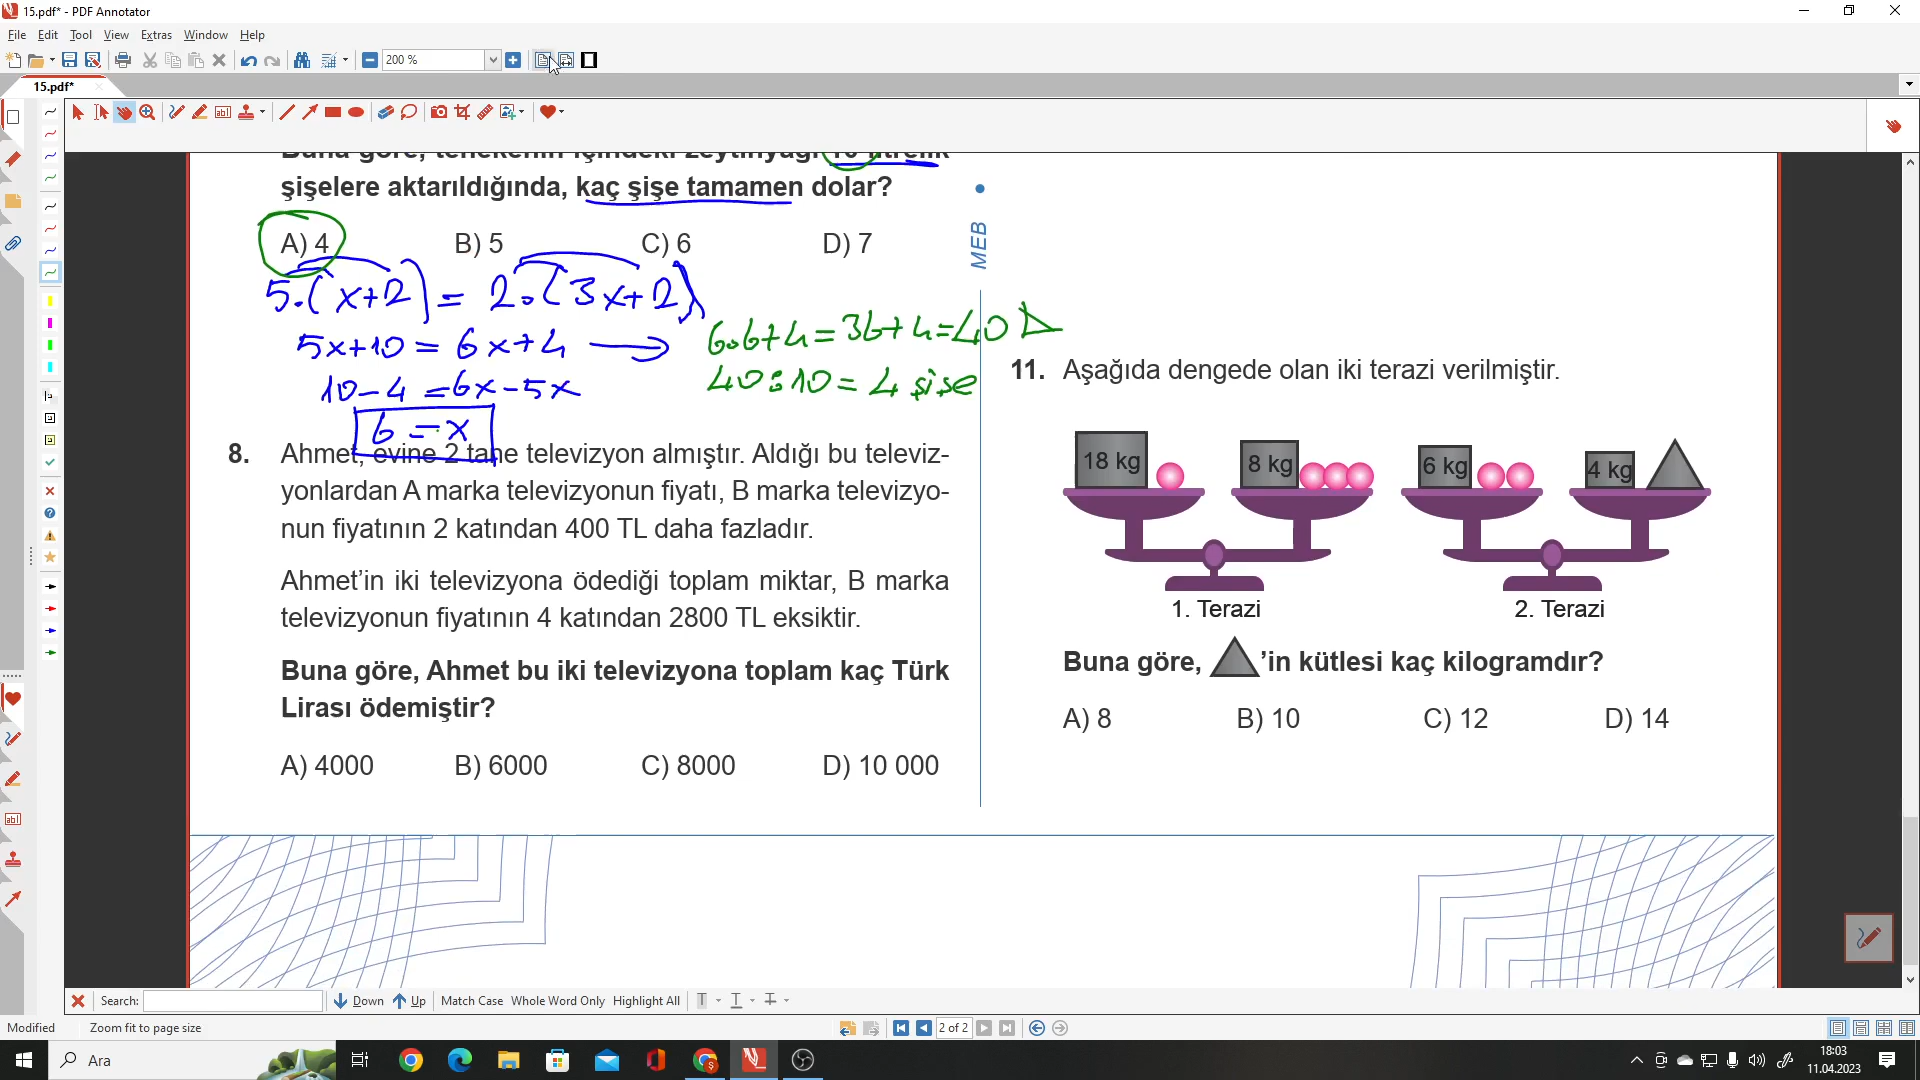 15.pdf* - PDF Annotator
File Edit Tool View Extras Window Help
200 %
15.pdf*
Buna göre, tenekenin içindeki zeytinyağı 10 litrelik
şişelere aktarıldığında, kaç şişe tamamen dolar?
A) 4 B) 5 C) 6 D) 7
5.(x+2) = 2.(3x+2)
5x+10 = 6x+4
10-4 = 6x-5x
6 = x
6.6+4=36+4=40 L
40:10 = 4 şişe
8. Ahmet, evine 2 tane televizyon almıştır. Aldığı bu televiz-
yonlardan A marka televizyonun fiyatı, B marka televizyo-
nun fiyatının 2 katından 400 TL daha fazladır.
Ahmet’in iki televizyona ödediği toplam miktar, B marka
televizyonun fiyatının 4 katından 2800 TL eksiktir.
Buna göre, Ahmet bu iki televizyona toplam kaç Türk
Lirası ödemiştir?
A) 4000 B) 6000 C) 8000 D) 10 000
MEB
11. Aşağıda dengede olan iki terazi verilmiştir.
18 kg 8 kg 6 kg 4 kg
1. Terazi 2. Terazi
Buna göre, ’in kütlesi kaç kilogramdır?
A) 8 B) 10 C) 12 D) 14
Search: Down Up Match Case Whole Word Only Highlight All
Modified Zoom fit to page size 2 of 2
Ara
18:03
11.04.2023